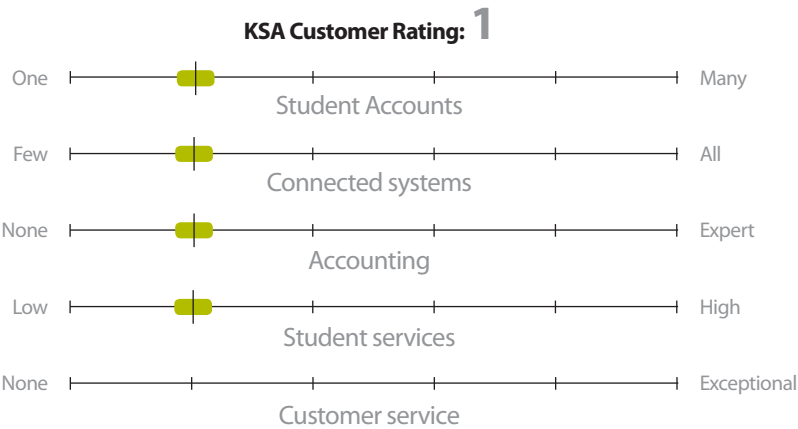 KSA Customer Rating: 1
One Many
Student Accounts
Few All
Connected systems
None Expert
Accounting
Low High
Student services
None Exceptional
Customer service